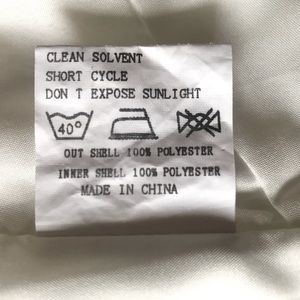 CLEAN SOLVENT
SHORT CYCLE
DON T EXPOSE SUNLIGHT
40°
OUT SHELL 100% POLYESTER
INNER SHELL 100% POLYESTER
MADE IN CHINA